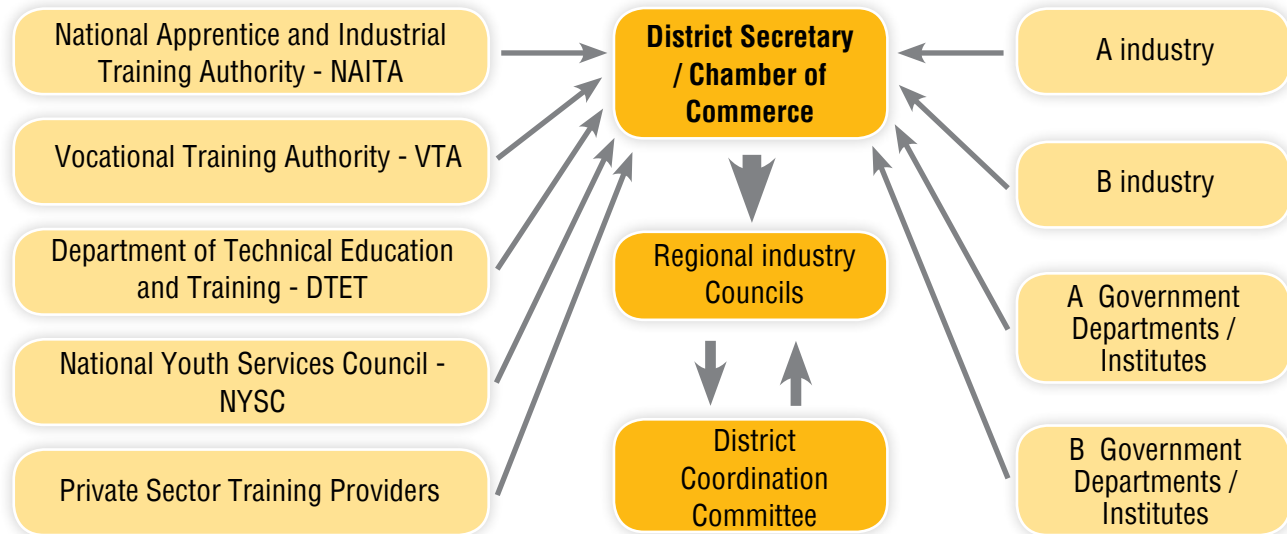 National Apprentice and Industrial
Training Authority - NAITA
Vocational Training Authority - VTA
Department of Technical Education
and Training - DTET
National Youth Services Council -
NYSC
Private Sector Training Providers
District Secretary
/ Chamber of
Commerce
Regional industry
Councils
District
Coordination
Committee
A industry
B industry
A Government
Departments /
Institutes
B Government
Departments /
Institutes